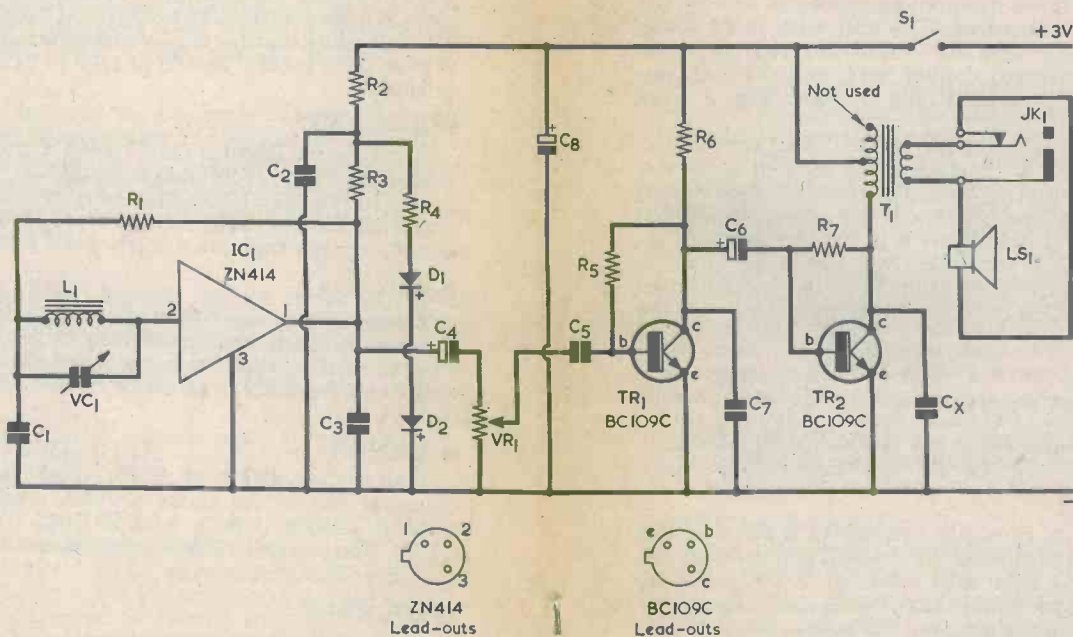 S1
+3V
Not used
JK1
R2
C8
R6
C2
R3
T1
R1
R4
IC1
ZN414
C6
R7
L1
R5
D1
LS1
2
1
C4
C5
3
b
c
e
b
c
e
VC1
TR1
BC109C
TR2
BC109C
C7
CX
C1
C3
D2
VR1
+
+
+
+
+
−
1
2
3
e
b
c
ZN414
Lead-outs
BC109C
Lead-outs